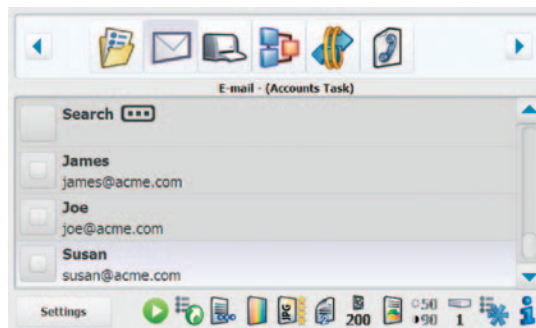 E-mail - (Accounts Task)
Search
James
james@acme.com
Joe
joe@acme.com
Susan
susan@acme.com
Settings
JPG
200
50
90
1